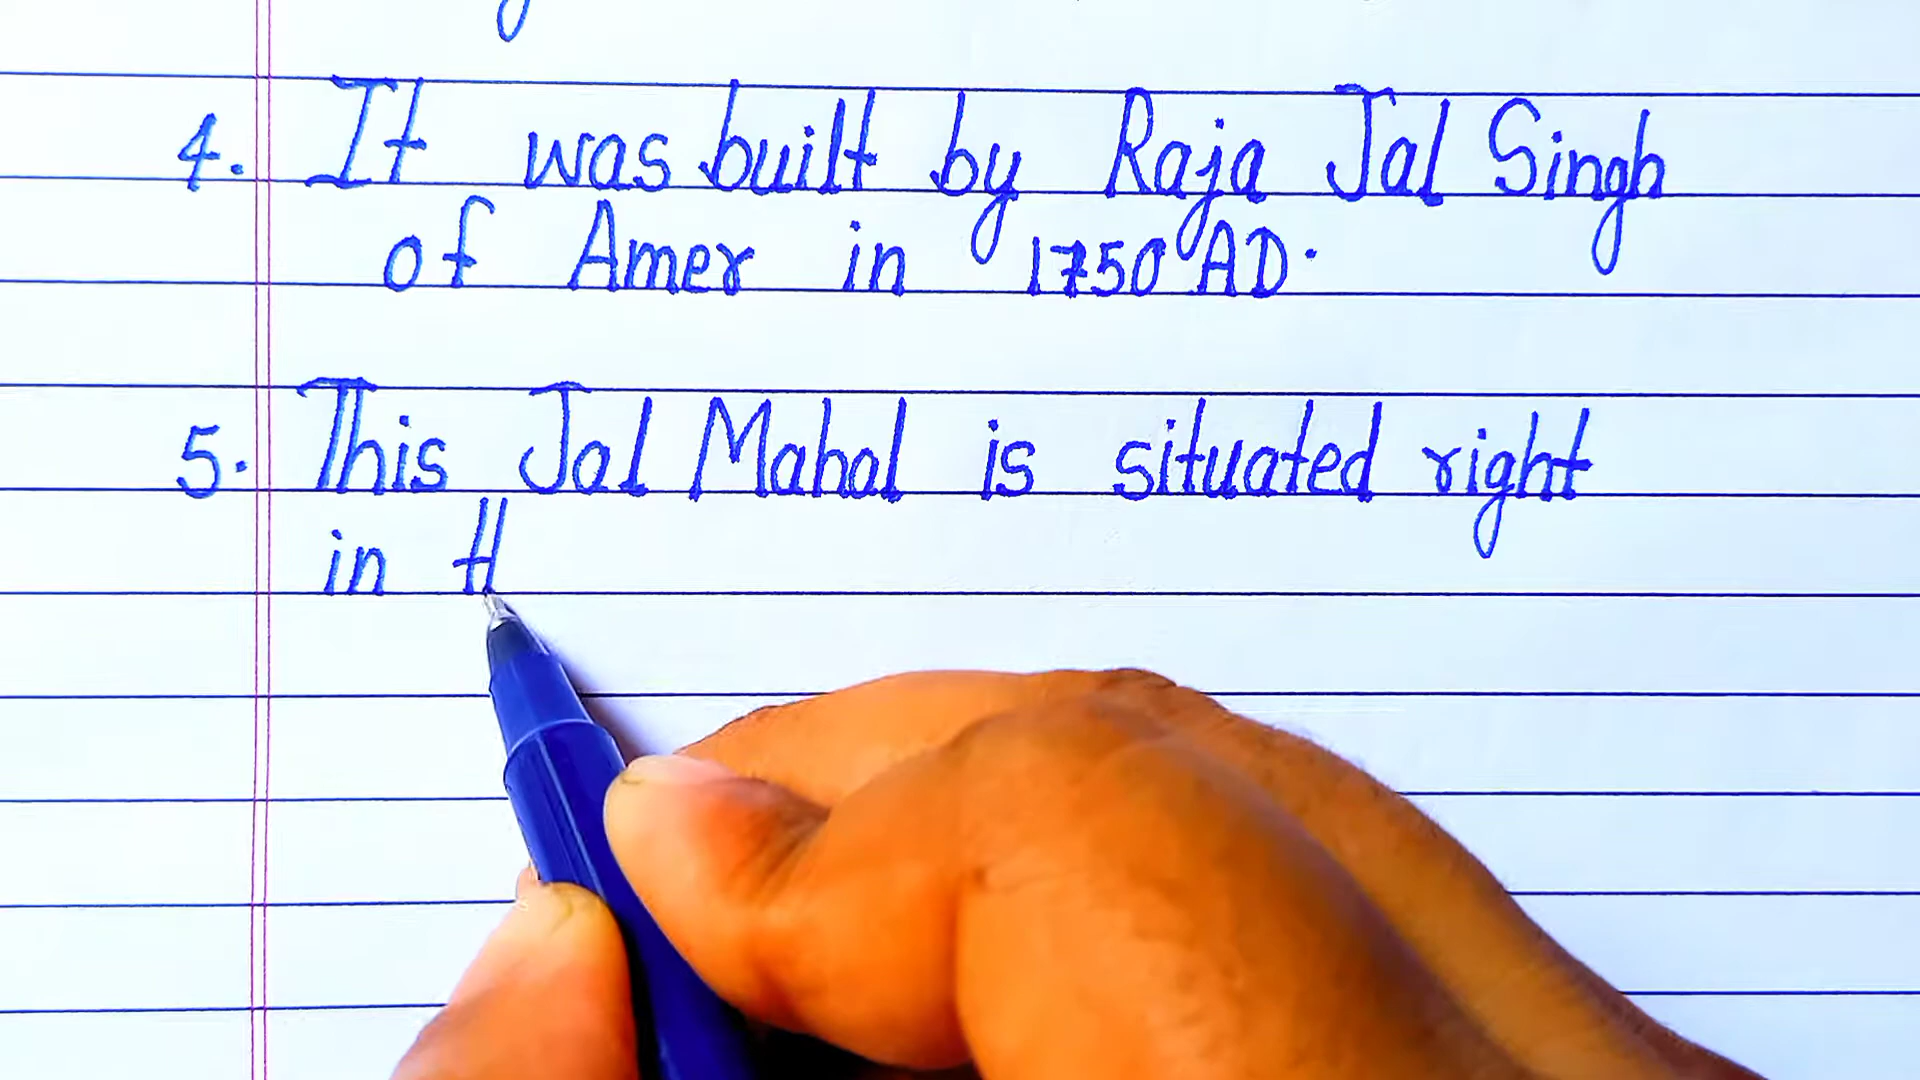 4. It was built by Raja Jal Singh
of Amer in 1750 AD.
5. This Jal Mahal is situated right
in